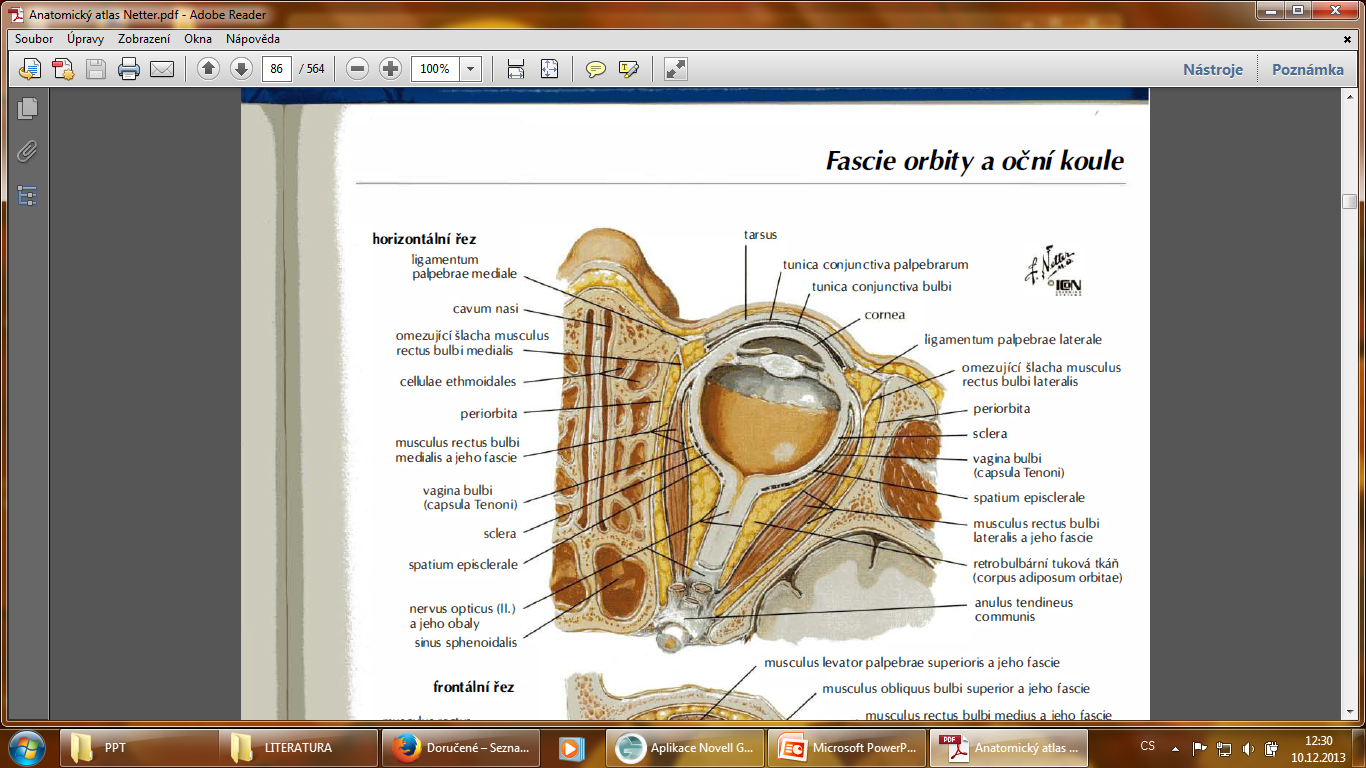 Anatomický atlas Netter.pdf - Adobe Reader
Soubor Úpravy Zobrazení Okna Nápověda
86 / 564 100% Nástroje Poznámka
Fascie orbity a oční koule
horizontální řez
ligamentum
palpebrae mediale
cavum nasi
omezující šlacha musculus
rectus bulbi medialis
cellulae ethmoidales
periorbita
musculus rectus bulbi
medialis a jeho fascie
vagina bulbi
(capsula Tenoni)
sclera
spatium episclerale
nervus opticus (II.)
a jeho obaly
sinus sphenoidalis
tarsus
tunica conjunctiva palpebrarum
tunica conjunctiva bulbi
cornea
ligamentum palpebrae laterale
omezující šlacha musculus
rectus bulbi lateralis
periorbita
sclera
vagina bulbi
(capsula Tenoni)
spatium episclerale
musculus rectus bulbi
lateralis a jeho fascie
retrobulbární tuková tkáň
(corpus adiposum orbitae)
anulus tendineus
communis
F. Netter
ICON
frontální řez
musculus levator palpebrae superioris a jeho fascie
musculus obliquus bulbi superior a jeho fascie
musculus rectus bulbi medius a jeho fascie
musculus rectus
PPT LITERATURA Doručené – Sezna... Aplikace Novell G... Microsoft PowerP... Anatomický atlas ... CS 12:30
10.12.2013